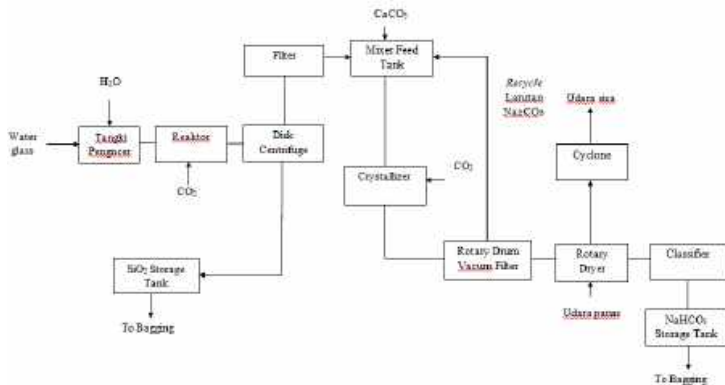 CaCO3
Filter
Mixer Feed
Tank
H2O
Recycle
Larutan
Na2CO3
Udara sisa
Water
glass
Tangki
Pengncer
Reaktor
Disk
Centrifuge
Cyclone
CO2
Crystallizer
CO2
SiO2 Storage
Tank
Rotary Drum
Vacum Filter
Rotary
Dryer
Classifier
To Bagging
Udara panas
NaHCO3
Storage Tank
To Bagging